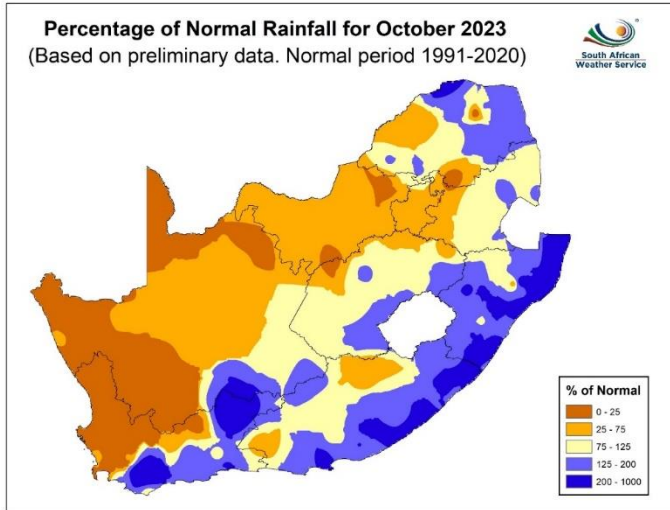 Percentage of Normal Rainfall for October 2023
(Based on preliminary data. Normal period 1991-2020)
South African
Weather Service
% of Normal
0 - 25
25 - 75
75 - 125
125 - 200
200 - 1000